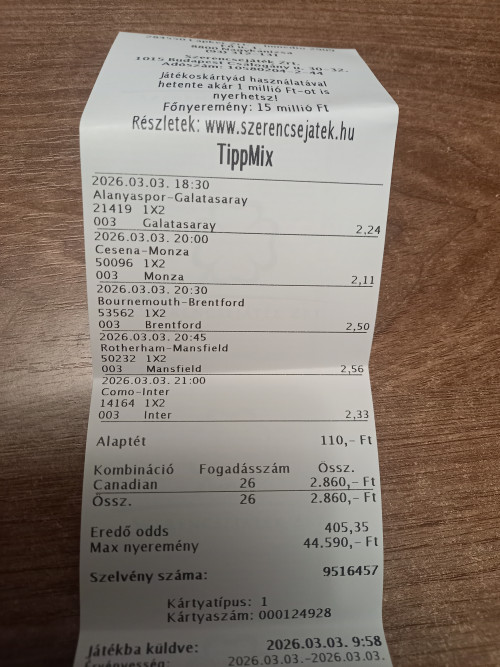 Szerencsejáték Zrt.
1015 Budapest Csalogány u. 30-32.
Adószám: 10580204-2-44
Játékoskártyád használatával
hetente akár 1 millió Ft-ot is
nyerhetsz!
Főnyeremény: 15 millió Ft
Részletek: www.szerencsejatek.hu
TippMix
2026.03.03. 18:30
Alanyaspor-Galatasaray
21419 1X2
003 Galatasaray 2,24
2026.03.03. 20:00
Cesena-Monza
50096 1X2
003 Monza 2,11
2026.03.03. 20:30
Bournemouth-Brentford
53562 1X2
003 Brentford 2,50
2026.03.03. 20:45
Rotherham-Mansfield
50232 1X2
003 Mansfield 2,56
2026.03.03. 21:00
Como-Inter
14164 1X2
003 Inter 2,33
Alaptét 110,- Ft
Kombináció Fogadásszám Össz.
Canadian 26 2.860,- Ft
Össz. 26 2.860,- Ft
Eredő odds 405,35
Max nyeremény 44.590,- Ft
Szelvény száma: 9516457
Kártyatípus: 1
Kártyaszám: 000124928
Játékba küldve: 2026.03.03. 9:58
Érvényesség: 2026.03.03.-2026.03.03.